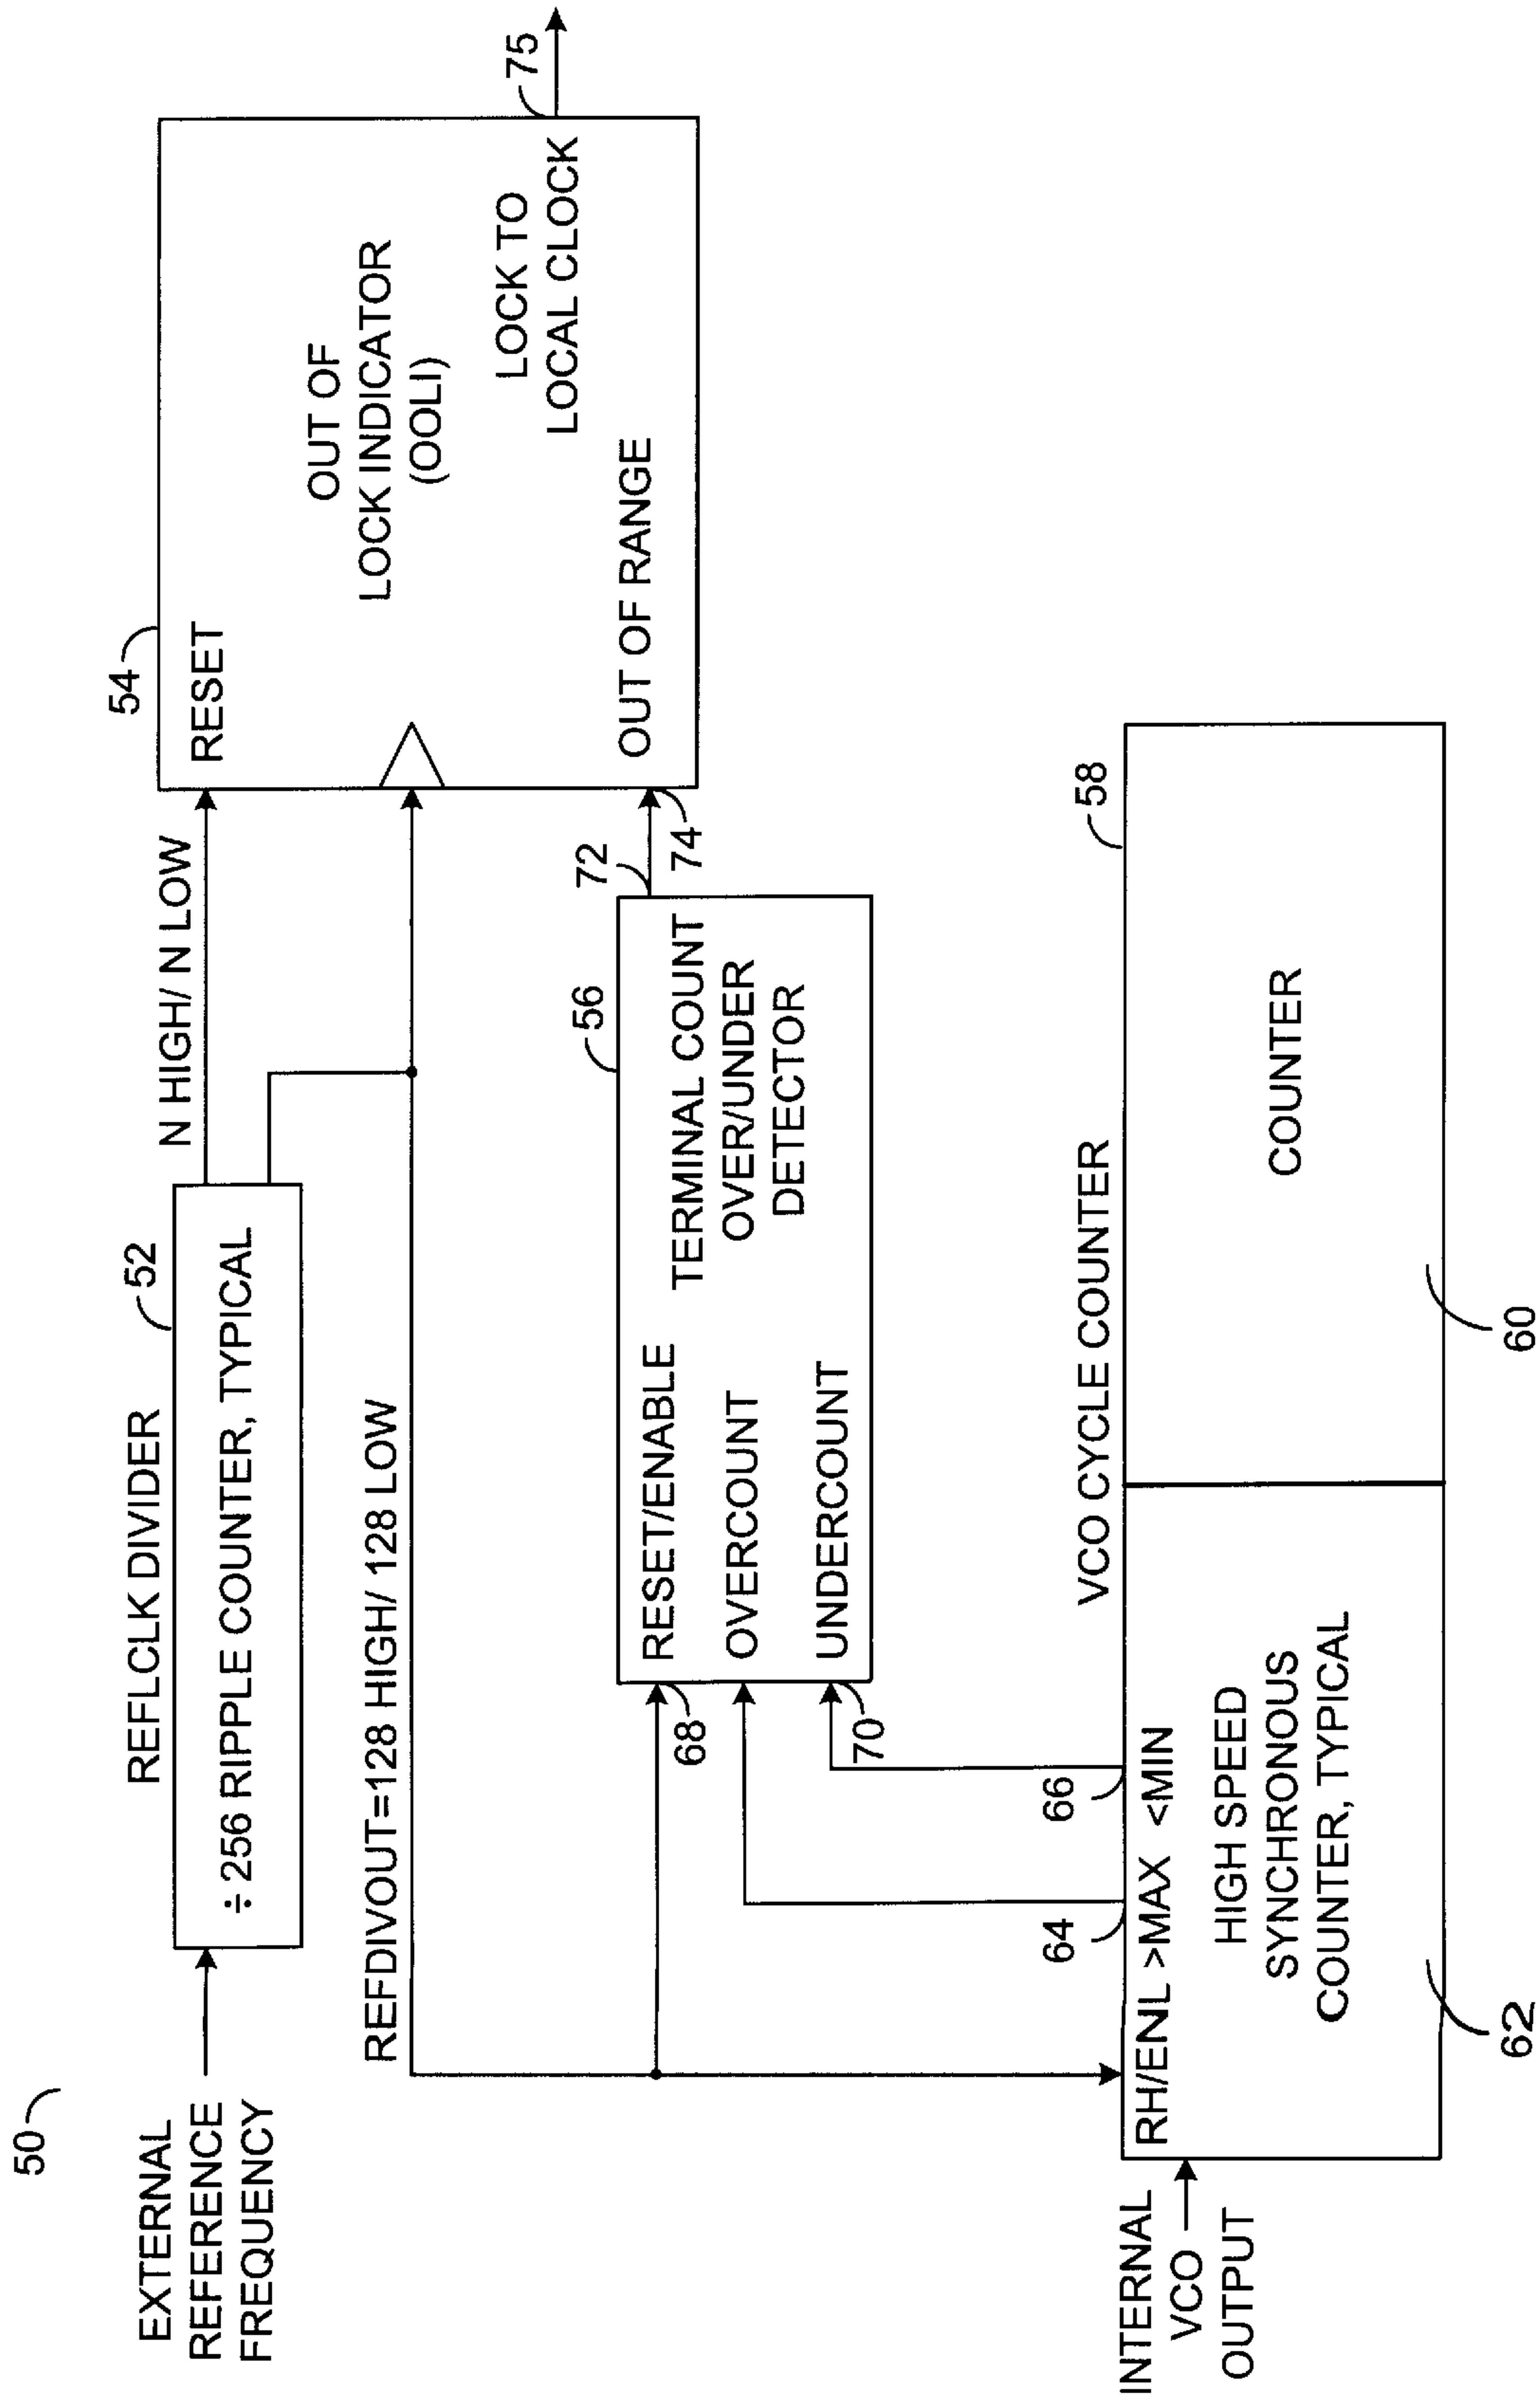 50
EXTERNAL
REFERENCE
FREQUENCY
REFLCLK DIVIDER
52
÷ 256 RIPPLE COUNTER, TYPICAL
N HIGH/ N LOW
REFDIVOUT=128 HIGH/ 128 LOW
54
RESET
OUT OF
LOCK INDICATOR
(OOLI)
LOCK TO
LOCAL CLOCK
OUT OF RANGE
75
56
RESET/ENABLE
OVERCOUNT
UNDERCOUNT
TERMINAL COUNT
OVER/UNDER
DETECTOR
68
70
72
74
64
66
VCO CYCLE COUNTER
58
INTERNAL
VCO
OUTPUT
RH/ENL >MAX <MIN
HIGH SPEED
SYNCHRONOUS
COUNTER, TYPICAL
COUNTER
62
60